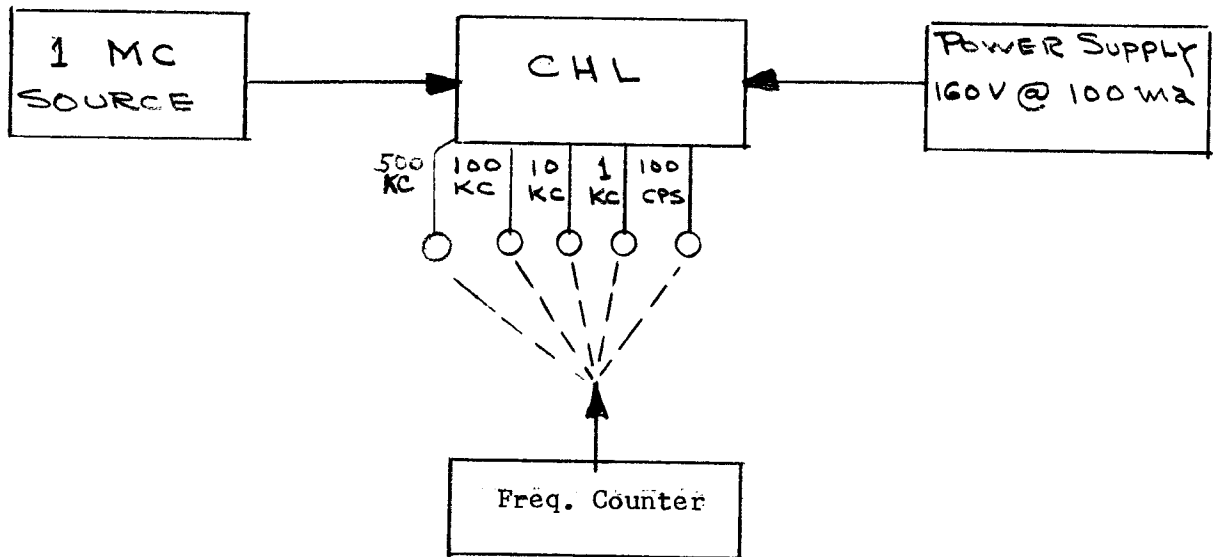 1 MC
SOURCE
CHL
POWER SUPPLY
160V @ 100 ma
500
KC
100
KC
10
KC
1
KC
100
CPS
Freq. Counter